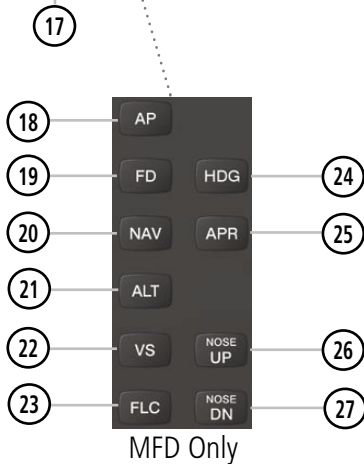 17
18 AP
19 FD HDG 24
20 NAV APR 25
21 ALT
22 VS NOSE UP 26
23 FLC NOSE DN 27
MFD Only